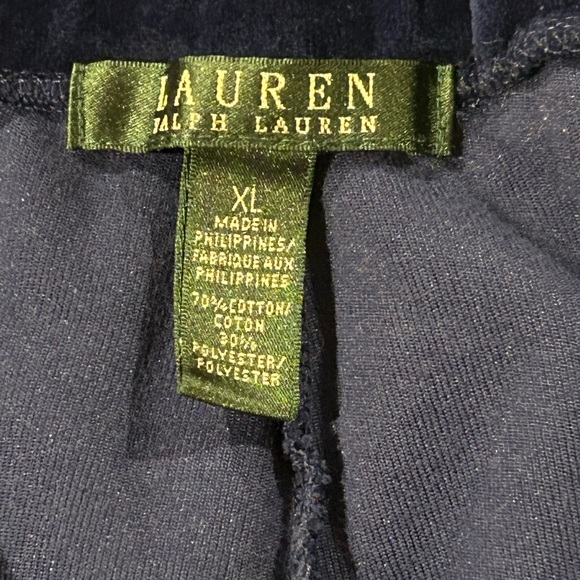 LAUREN
RALPH LAUREN
XL
MADE IN
PHILIPPINES/
FABRIQUE AUX
PHILIPPINES
70% COTTON/
COTON
30%
POLYESTER/
POLYESTER